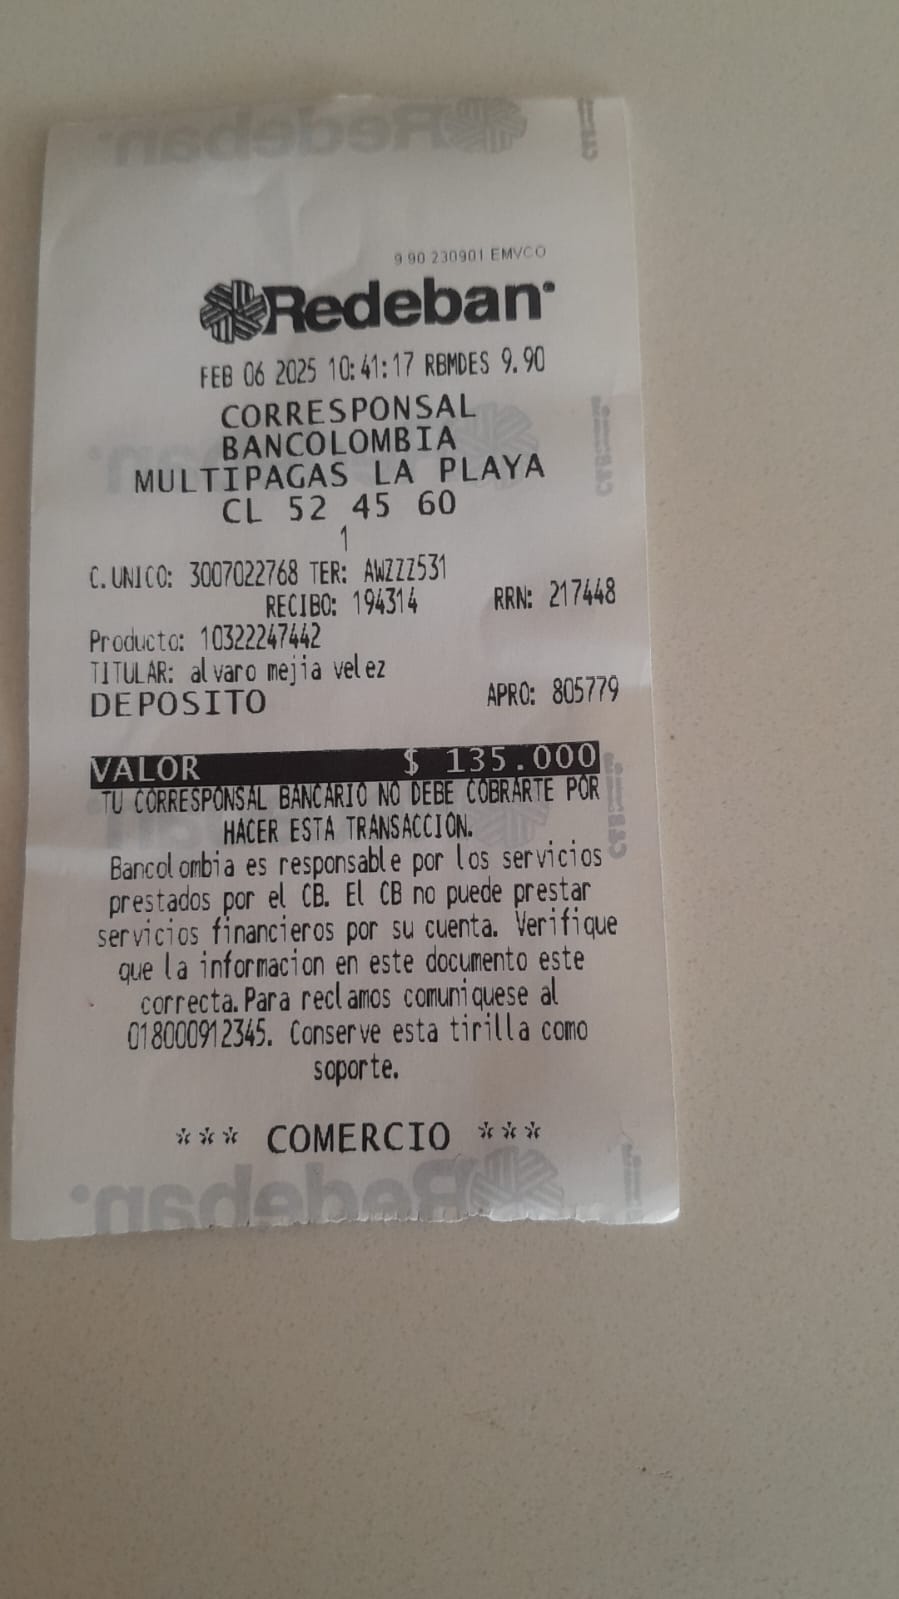 9.90 230901 EMVCO
Redeban
FEB 06 2025 10:41:17 RBMDES 9.90
CORRESPONSAL
BANCOLOMBIA
MULTIPAGAS LA PLAYA
CL 52 45 60
1
C.UNICO: 3007022768 TER: AWZZZ531
RECIBO: 194314 RRN: 217448
Producto: 10322247442
TITULAR: alvaro mejia velez
DEPOSITO APRO: 805779
VALOR $ 135.000
TU CORRESPONSAL BANCARIO NO DEBE COBRARTE POR
HACER ESTA TRANSACCION.
Bancolombia es responsable por los servicios
prestados por el CB. El CB no puede prestar
servicios financieros por su cuenta. Verifique
que la informacion en este documento este
correcta.Para reclamos comuniquese al
018000912345. Conserve esta tirilla como
soporte.
*** COMERCIO ***